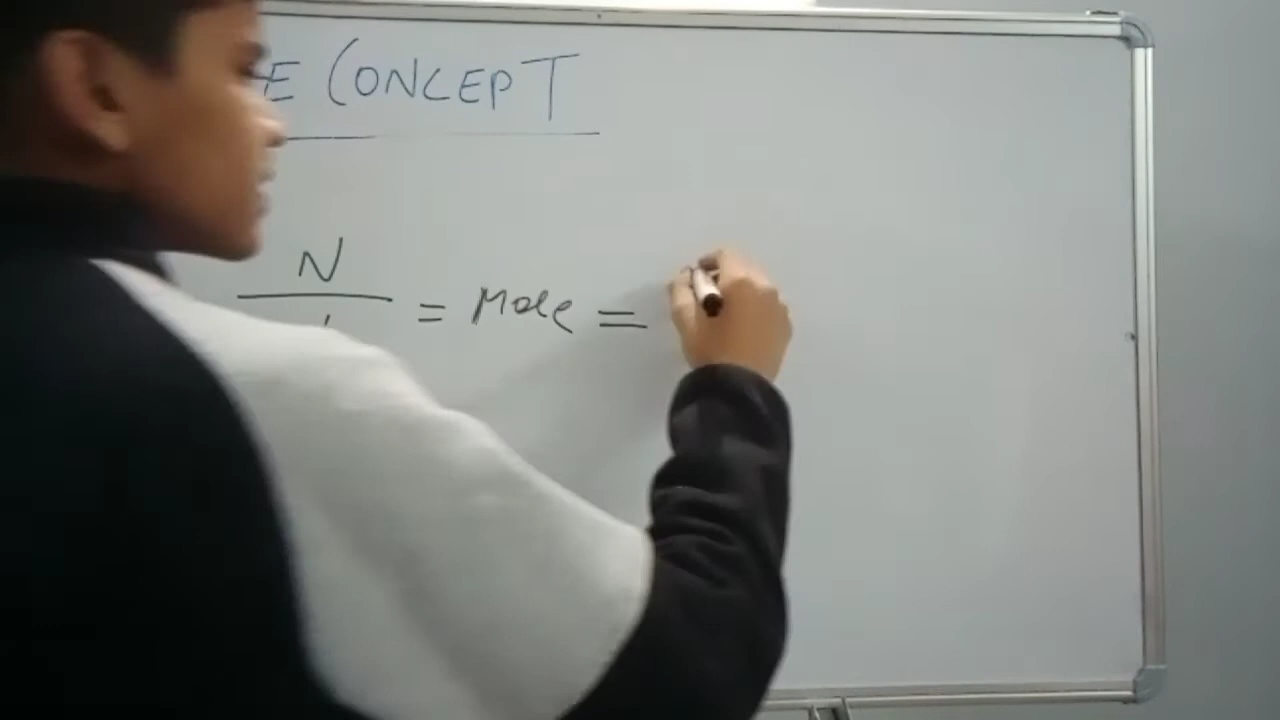 E CONCEPT
N
= Mole =